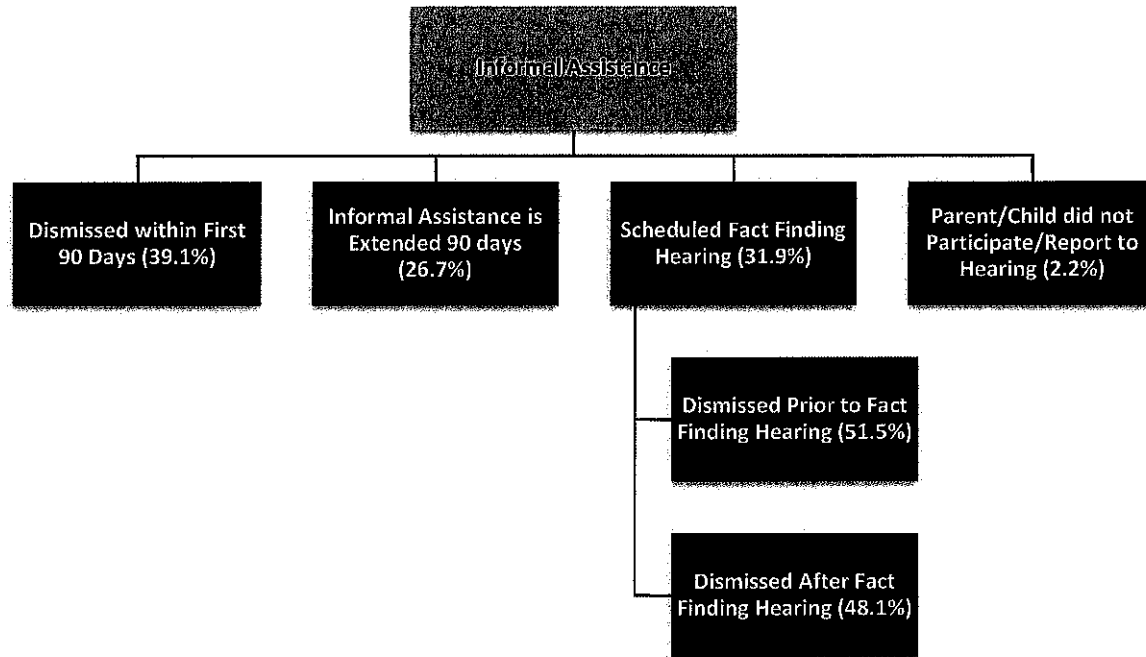 Informal Assistance
Dismissed within First
90 Days (39.1%)
Informal Assistance is
Extended 90 days
(26.7%)
Scheduled Fact Finding
Hearing (31.9%)
Parent/Child did not
Participate/Report to
Hearing (2.2%)
Dismissed Prior to Fact
Finding Hearing (51.5%)
Dismissed After Fact
Finding Hearing (48.1%)